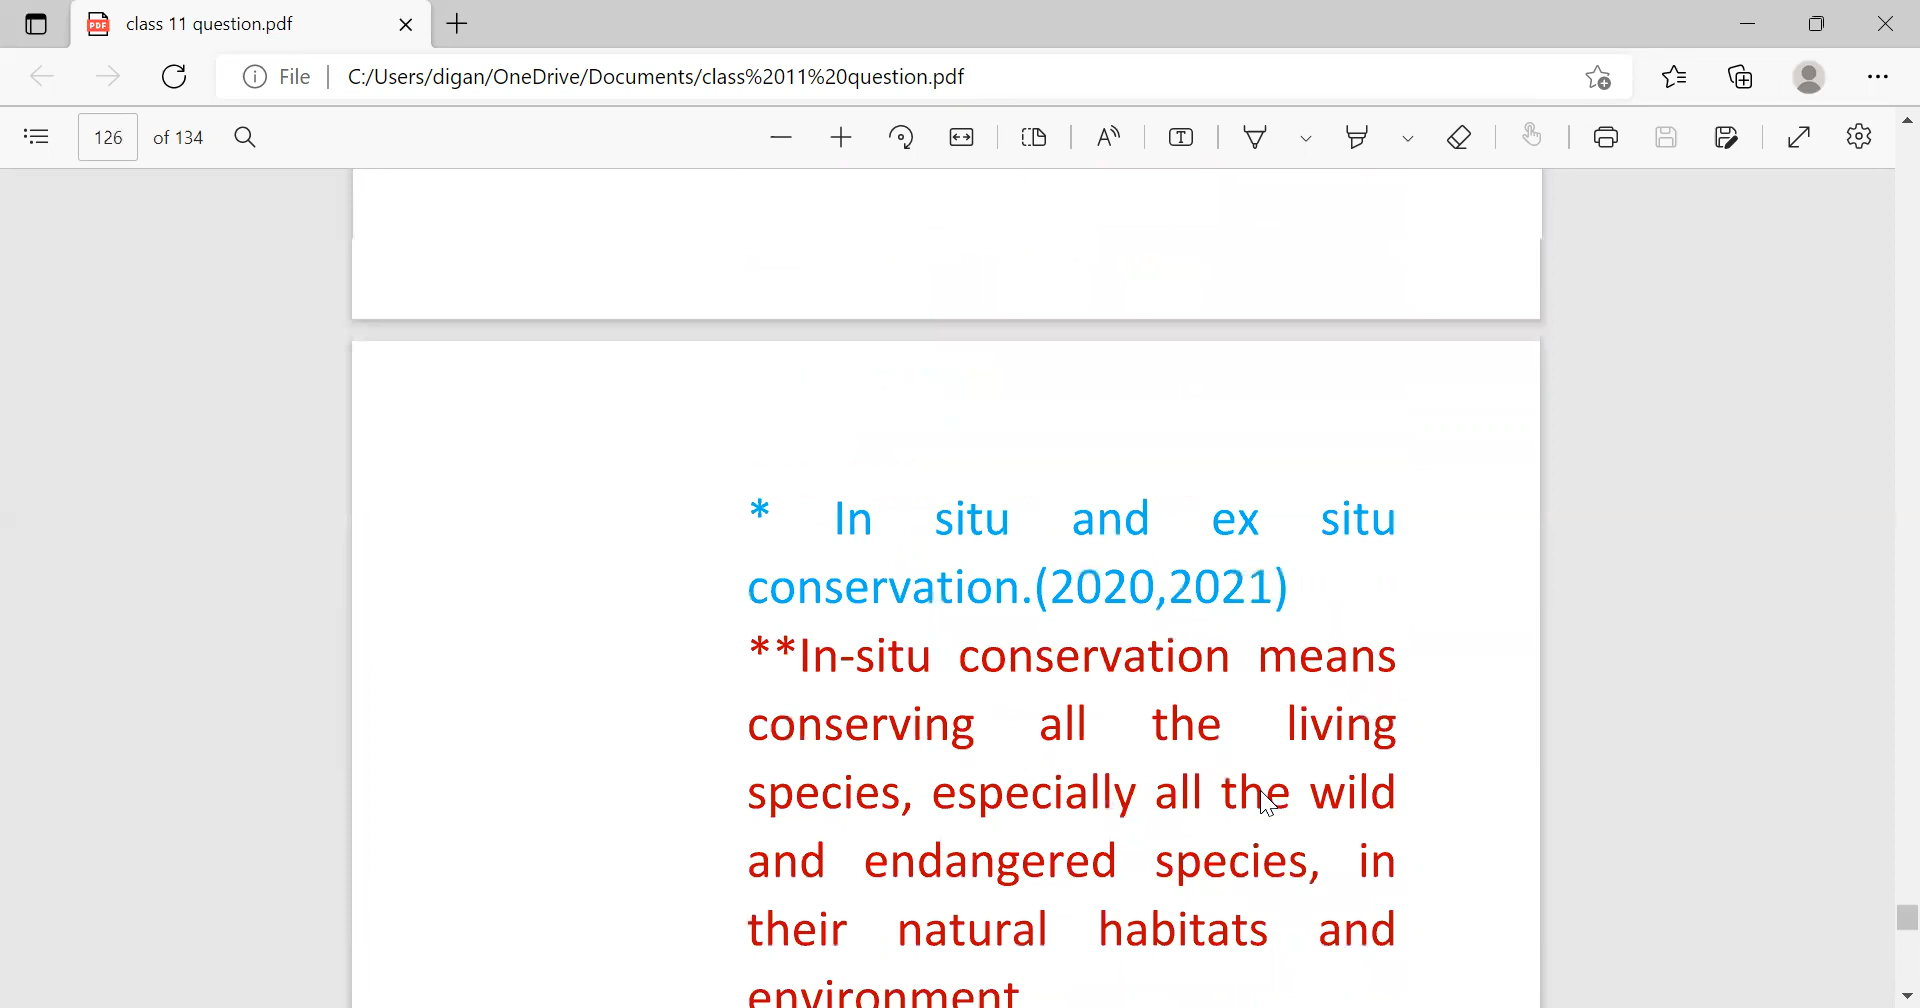 class 11 question.pdf
File
C:/Users/digan/OneDrive/Documents/class%2011%20question.pdf
126 of 134
* In situ and ex situ
conservation.(2020,2021)
**In-situ conservation means
conserving all the living
species, especially all the wild
and endangered species, in
their natural habitats and
environment